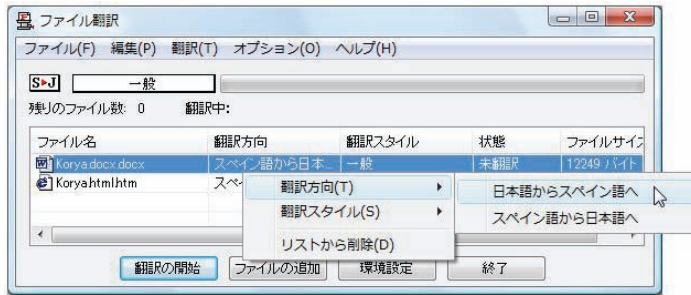 ファイル翻訳
ファイル(F) 編集(P) 翻訳(T) オプション(O) ヘルプ(H)
S▶J 一般
残りのファイル数: 0 翻訳中:
ファイル名 翻訳方向 翻訳スタイル 状態 ファイルサイズ
Korya.docx.docx スペイン語から日本... 一般 未翻訳 12249 バイト
Korya.html.htm スペイ
翻訳方向(T) 日本語からスペイン語へ
翻訳スタイル(S) スペイン語から日本語へ
リストから削除(D)
翻訳の開始 ファイルの追加 環境設定 終了